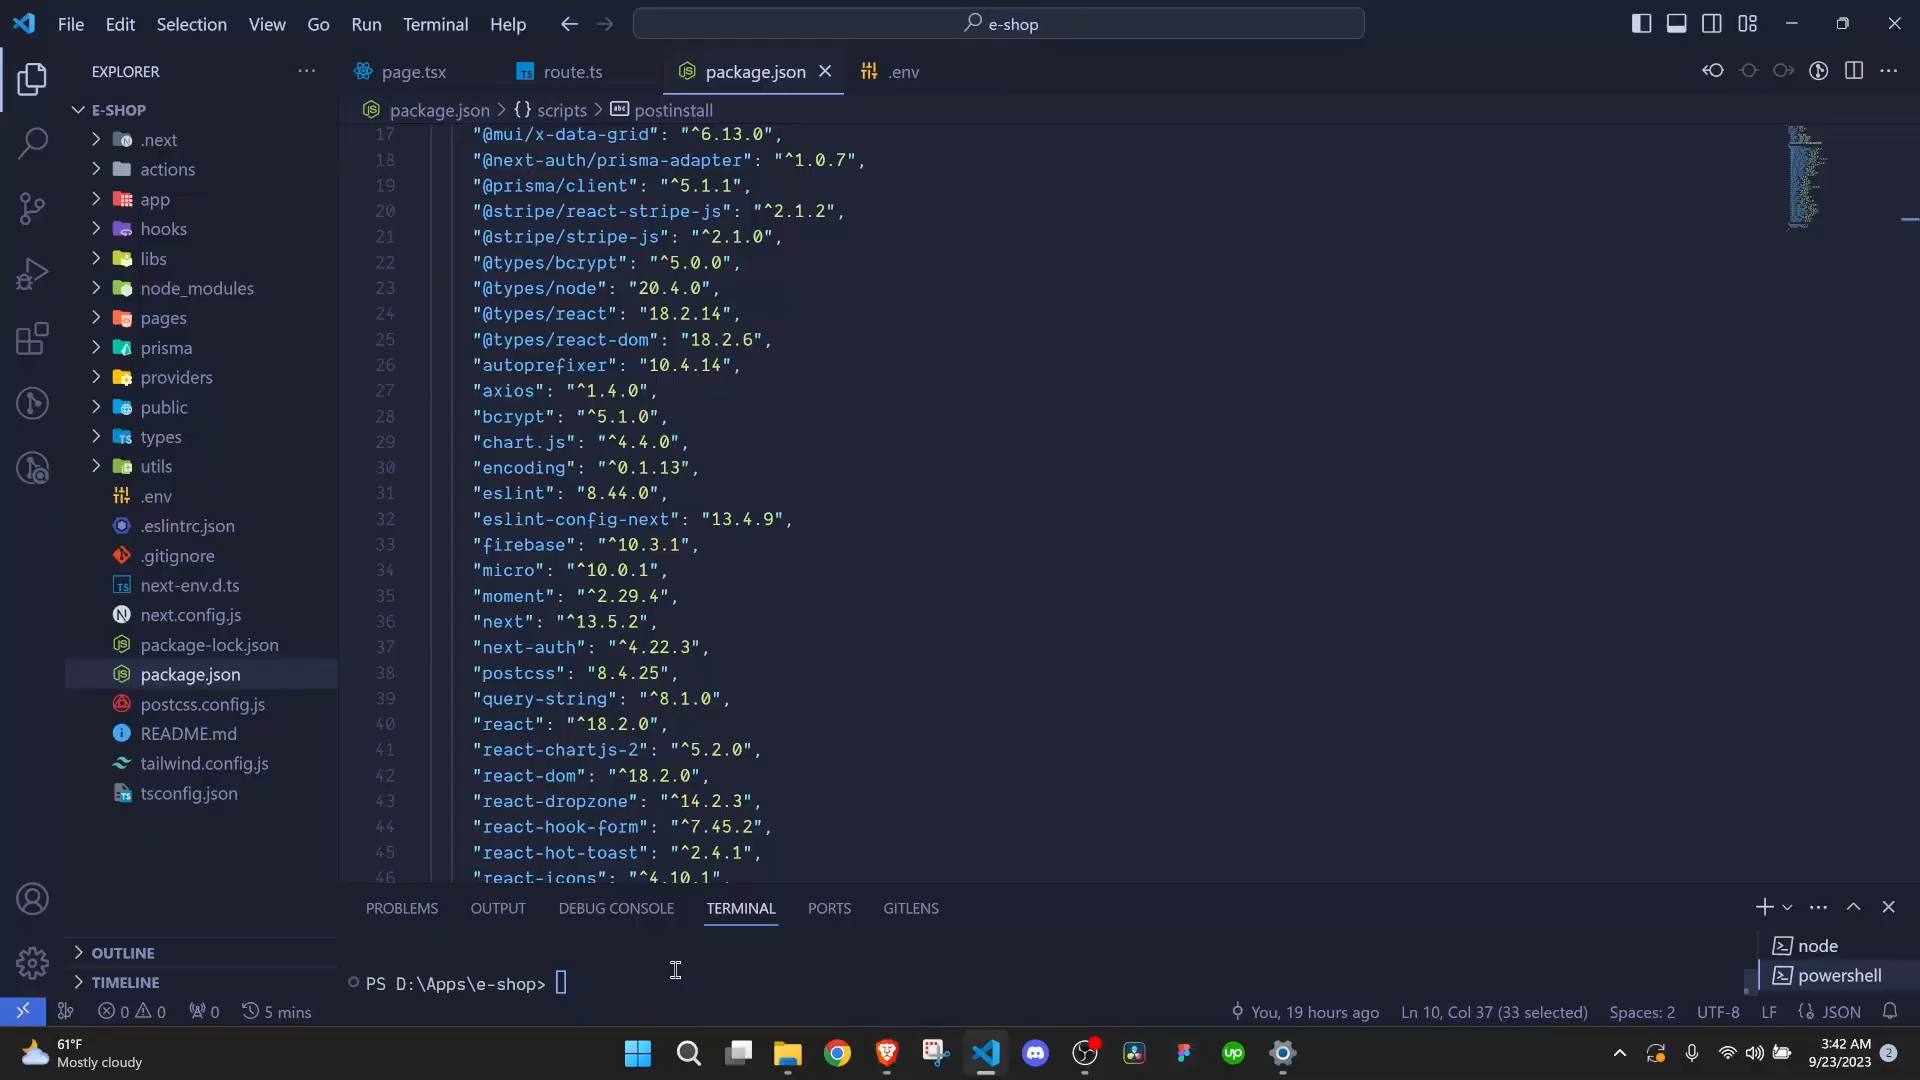 File Edit Selection View Go Run Terminal Help
e-shop
EXPLORER
page.tsx
route.ts
package.json
.env
E-SHOP
package.json > {} scripts > postinstall
.next
actions
app
hooks
libs
node_modules
pages
prisma
providers
public
types
utils
.env
.eslintrc.json
.gitignore
next-env.d.ts
next.config.js
package-lock.json
package.json
postcss.config.js
README.md
tailwind.config.js
tsconfig.json
OUTLINE
TIMELINE
17 "@mui/x-data-grid": "^6.13.0",
18 "@next-auth/prisma-adapter": "^1.0.7",
19 "@prisma/client": "^5.1.1",
20 "@stripe/react-stripe-js": "^2.1.2",
21 "@stripe/stripe-js": "^2.1.0",
22 "@types/bcrypt": "^5.0.0",
23 "@types/node": "20.4.0",
24 "@types/react": "18.2.14",
25 "@types/react-dom": "18.2.6",
26 "autoprefixer": "10.4.14",
27 "axios": "^1.4.0",
28 "bcrypt": "^5.1.0",
29 "chart.js": "^4.4.0",
30 "encoding": "^0.1.13",
31 "eslint": "8.44.0",
32 "eslint-config-next": "13.4.9",
33 "firebase": "^10.3.1",
34 "micro": "^10.0.1",
35 "moment": "^2.29.4",
36 "next": "^13.5.2",
37 "next-auth": "^4.22.3",
38 "postcss": "8.4.25",
39 "query-string": "^8.1.0",
40 "react": "^18.2.0",
41 "react-chartjs-2": "^5.2.0",
42 "react-dom": "^18.2.0",
43 "react-dropzone": "^14.2.3",
44 "react-hook-form": "^7.45.2",
45 "react-hot-toast": "^2.4.1",
46 "react-icons": "^4.10.1",
PROBLEMS OUTPUT DEBUG CONSOLE TERMINAL PORTS GITLENS
node
powershell
PS D:\Apps\e-shop>
0 0 0 5 mins
You, 19 hours ago Ln 10, Col 37 (33 selected) Spaces: 2 UTF-8 LF {} JSON
61°F
Mostly cloudy
3:42 AM
9/23/2023
2